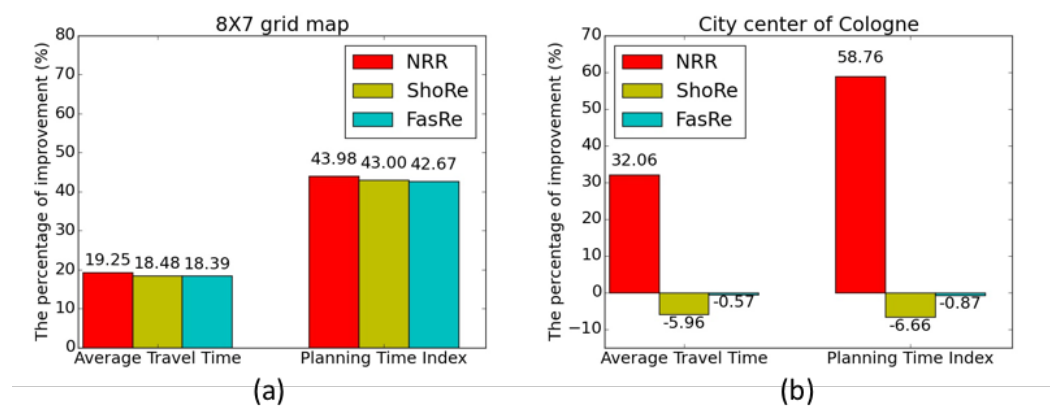 8X7 grid map
The percentage of improvement (%)
80
70
60
50
40
30
20
10
0
NRR
ShoRe
FasRe
19.25
18.48
18.39
43.98
43.00
42.67
Average Travel Time
Planning Time Index
(a)
City center of Cologne
The percentage of improvement (%)
70
60
50
40
30
20
10
0
−10
NRR
ShoRe
FasRe
32.06
-5.96
-0.57
58.76
-6.66
-0.87
Average Travel Time
Planning Time Index
(b)